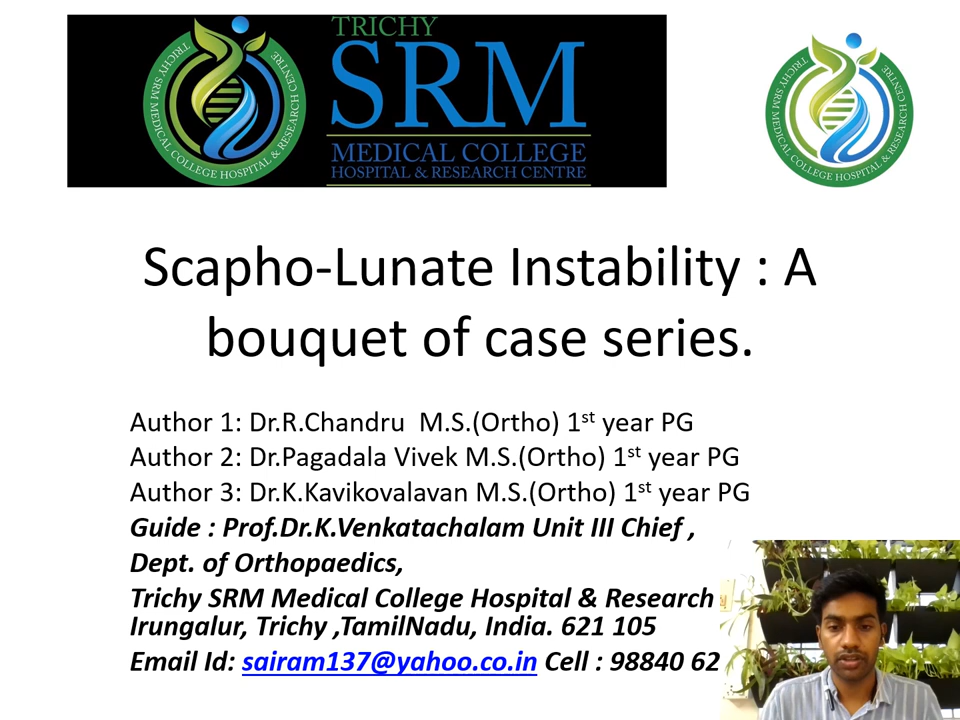 TRICHY
SRM
MEDICAL COLLEGE
HOSPITAL & RESEARCH CENTRE
TRICHY SRM MEDICAL COLLEGE HOSPITAL & RESEARCH CENTRE
TRICHY SRM MEDICAL COLLEGE HOSPITAL & RESEARCH CENTRE
Scapho-Lunate Instability : A
bouquet of case series.
Author 1: Dr.R.Chandru M.S.(Ortho) 1st year PG
Author 2: Dr.Pagadala Vivek M.S.(Ortho) 1st year PG
Author 3: Dr.K.Kavikovalavan M.S.(Ortho) 1st year PG
Guide : Prof.Dr.K.Venkatachalam Unit III Chief ,
Dept. of Orthopaedics,
Trichy SRM Medical College Hospital & Research
Irungalur, Trichy ,TamilNadu, India. 621 105
Email Id: sairam137@yahoo.co.in Cell : 98840 62